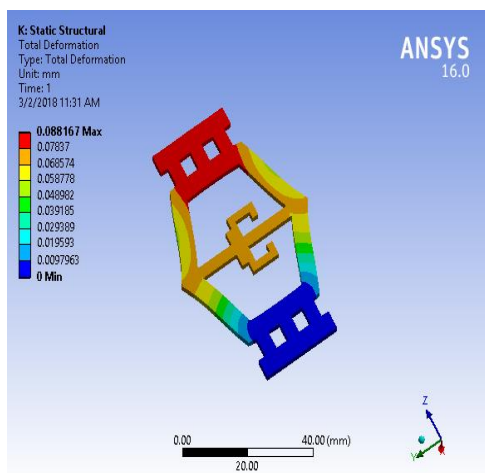 K: Static Structural
Total Deformation
Type: Total Deformation
Unit: mm
Time: 1
3/2/2018 11:31 AM
ANSYS
16.0
0.088167 Max
0.07837
0.068574
0.058778
0.048982
0.039185
0.029389
0.019593
0.0097963
0 Min
0.00
40.00 (mm)
20.00
Z
Y
X